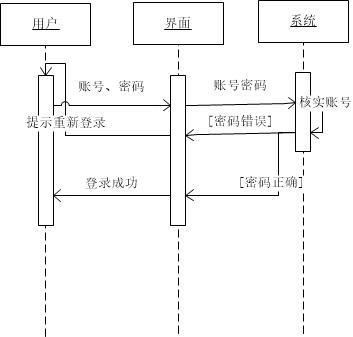 用户
界面
系统
账号、密码
账号密码
核实账号
提示重新登录
[密码错误]
登录成功
[密码正确]